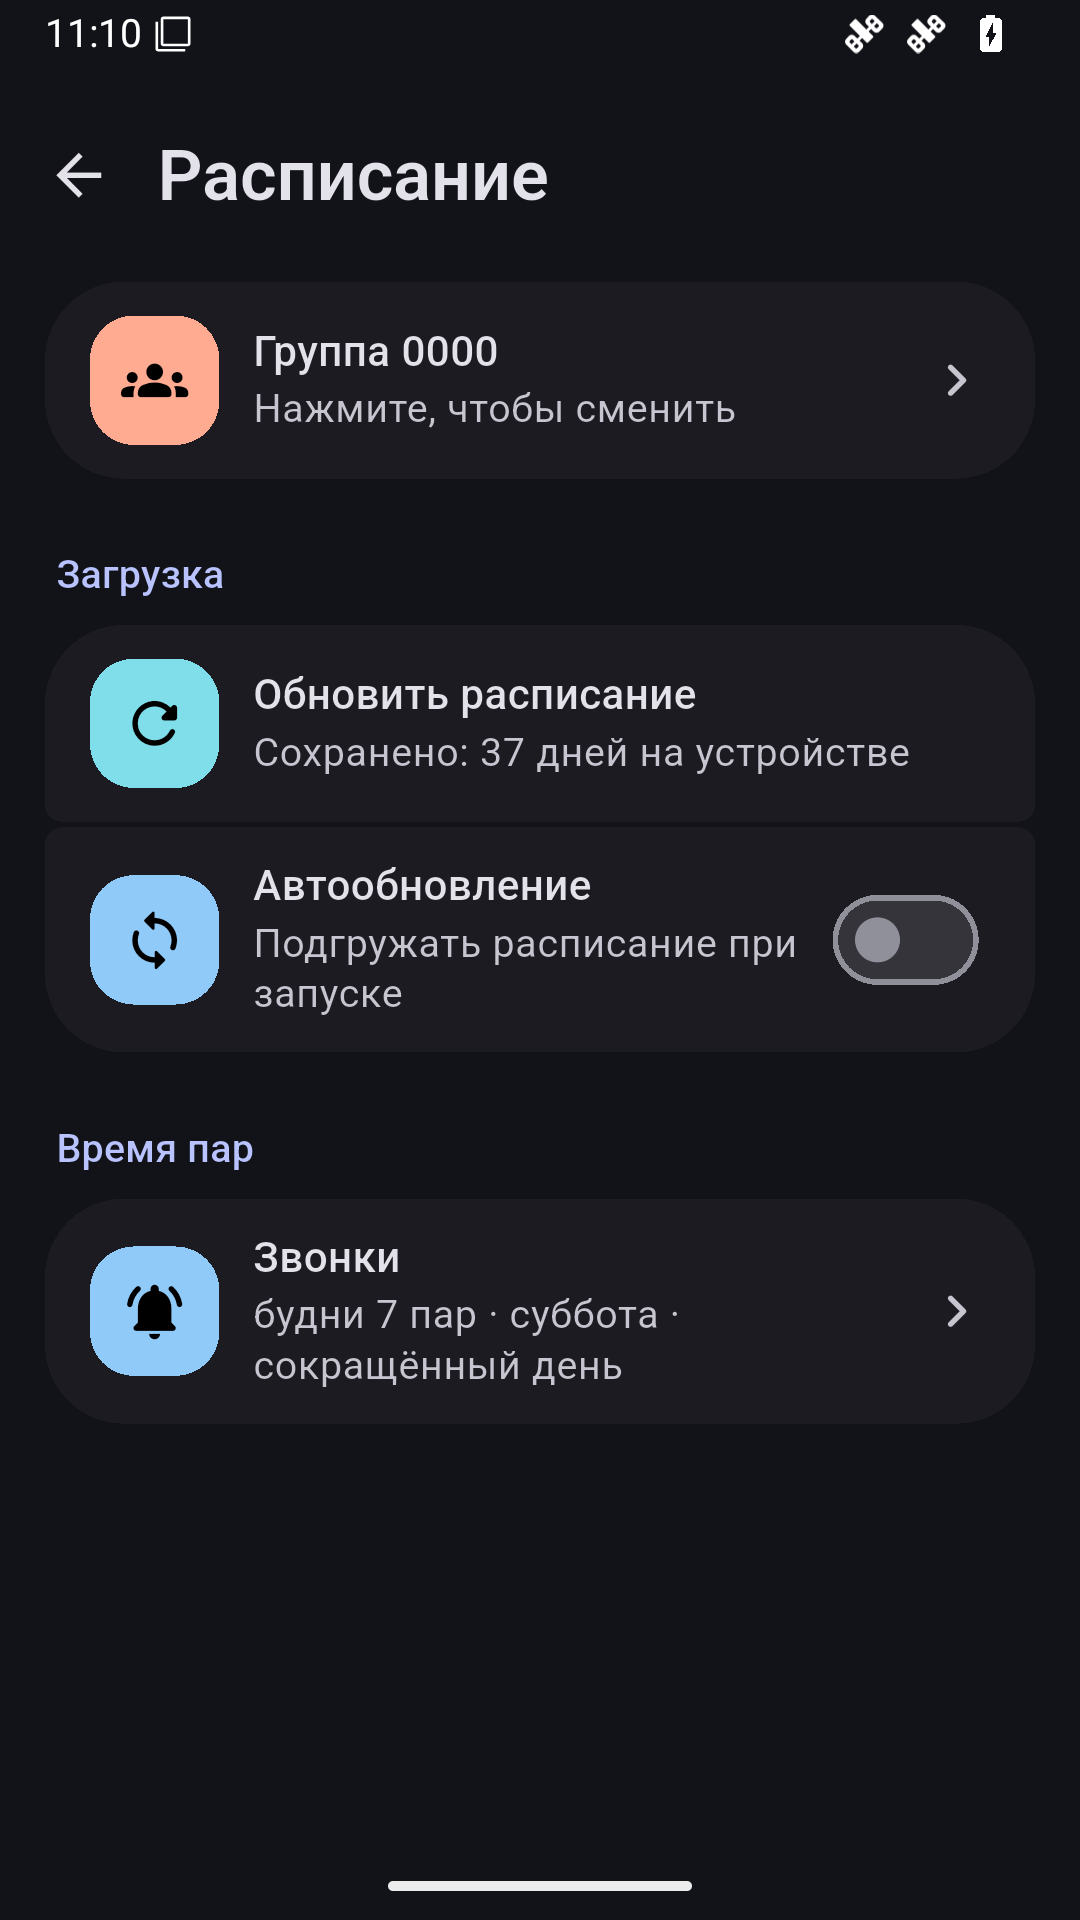 11:10
Расписание
Группа 0000
Нажмите, чтобы сменить
Загрузка
Обновить расписание
Сохранено: 37 дней на устройстве
Автообновление
Подгружать расписание при
запуске
Время пар
Звонки
будни 7 пар · суббота ·
сокращённый день